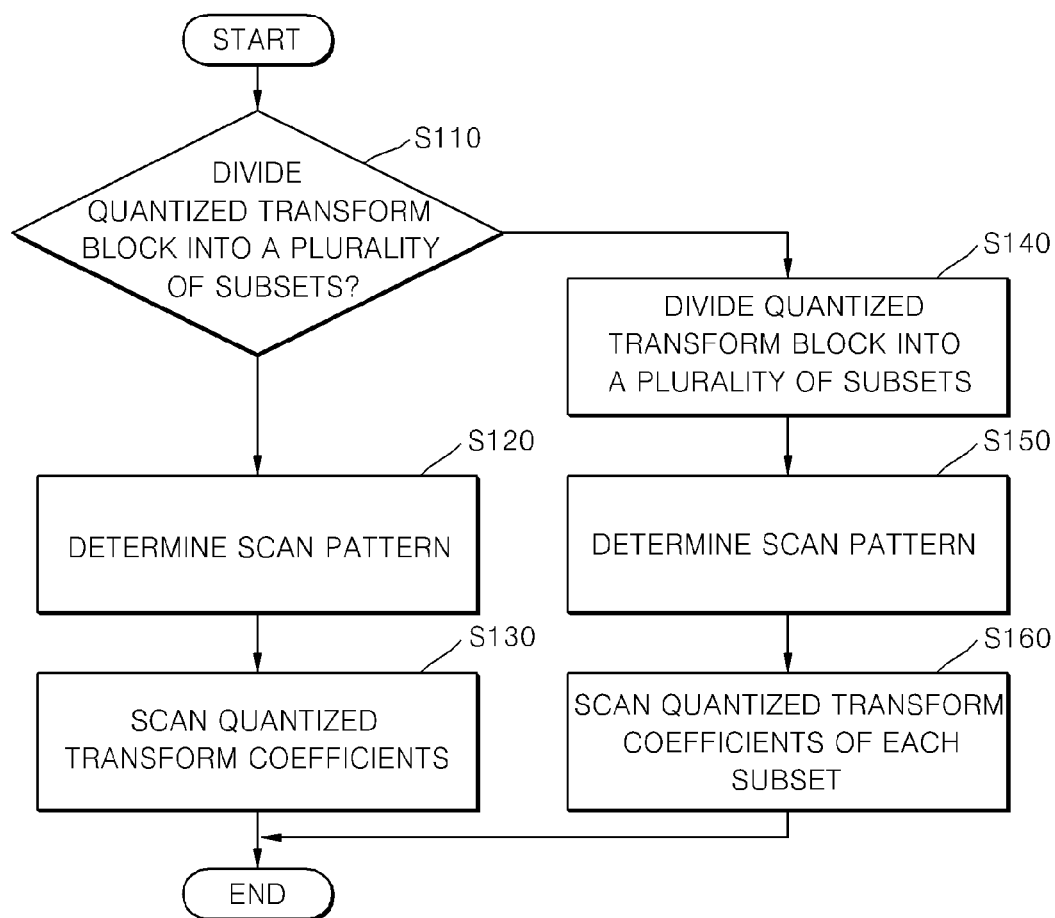 START
S110
DIVIDE
QUANTIZED TRANSFORM
BLOCK INTO A PLURALITY
OF SUBSETS?
S140
DIVIDE QUANTIZED
TRANSFORM BLOCK INTO
A PLURALITY OF SUBSETS
S120
DETERMINE SCAN PATTERN
S150
DETERMINE SCAN PATTERN
S130
SCAN QUANTIZED
TRANSFORM COEFFICIENTS
S160
SCAN QUANTIZED TRANSFORM
COEFFICIENTS OF EACH
SUBSET
END